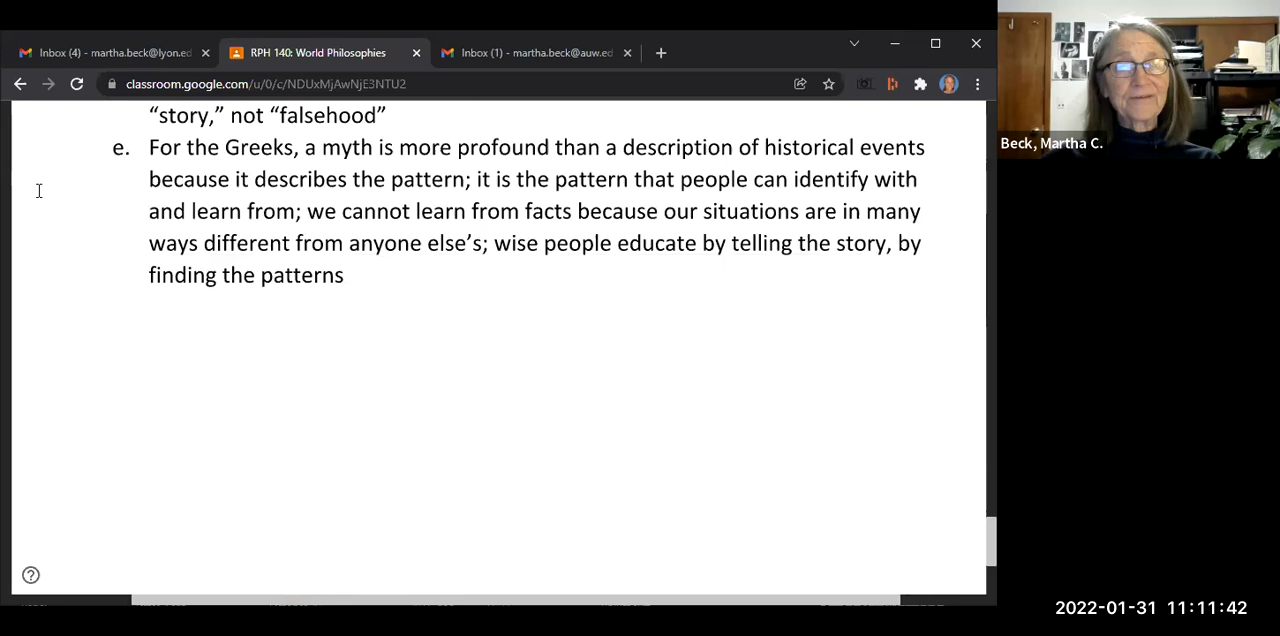 Inbox (4) - martha.beck@lyon.ed
RPH 140: World Philosophies
Inbox (1) - martha.beck@auw.ed
classroom.google.com/u/0/c/NDUxMjAwNjE3NTU2
“story,” not “falsehood”
e. For the Greeks, a myth is more profound than a description of historical events
because it describes the pattern; it is the pattern that people can identify with
and learn from; we cannot learn from facts because our situations are in many
ways different from anyone else’s; wise people educate by telling the story, by
finding the patterns
Beck, Martha C.
2022-01-31 11:11:42